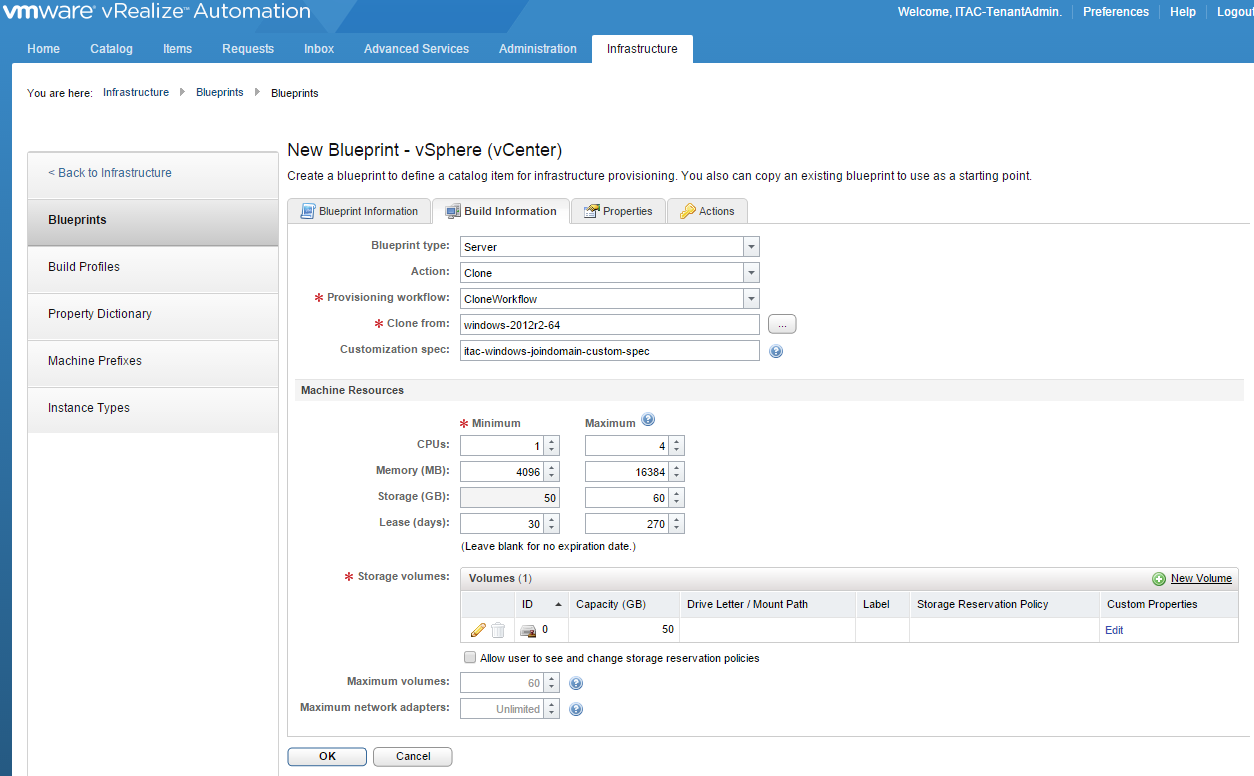 vmware® vRealize™ Automation
Welcome, ITAC-TenantAdmin. Preferences Help Logout
Home Catalog Items Requests Inbox Advanced Services Administration Infrastructure
You are here: Infrastructure Blueprints Blueprints
< Back to Infrastructure
Blueprints
Build Profiles
Property Dictionary
Machine Prefixes
Instance Types
New Blueprint - vSphere (vCenter)
Create a blueprint to define a catalog item for infrastructure provisioning. You also can copy an existing blueprint to use as a starting point.
Blueprint Information Build Information Properties Actions
Blueprint type: Server
Action: Clone
* Provisioning workflow: CloneWorkflow
* Clone from: windows-2012r2-64 ...
Customization spec: itac-windows-joindomain-custom-spec ?
Machine Resources
* Minimum Maximum ?
CPUs: 1 4
Memory (MB): 4096 16384
Storage (GB): 50 60
Lease (days): 30 270
(Leave blank for no expiration date.)
* Storage volumes: Volumes (1) New Volume
ID Capacity (GB) Drive Letter / Mount Path Label Storage Reservation Policy Custom Properties
0 50 Edit
Allow user to see and change storage reservation policies
Maximum volumes: 60 ?
Maximum network adapters: Unlimited ?
OK Cancel